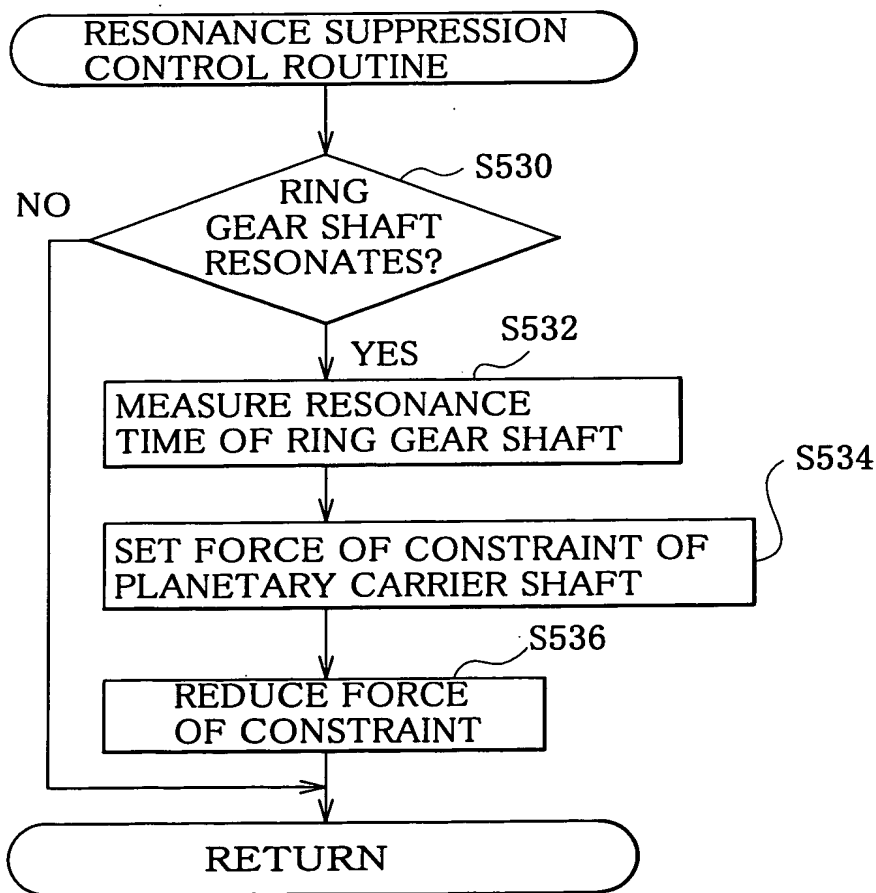 RESONANCE SUPPRESSION
CONTROL ROUTINE
S530
RING
GEAR SHAFT
RESONATES?
NO
YES
S532
MEASURE RESONANCE
TIME OF RING GEAR SHAFT
S534
SET FORCE OF CONSTRAINT OF
PLANETARY CARRIER SHAFT
S536
REDUCE FORCE
OF CONSTRAINT
RETURN